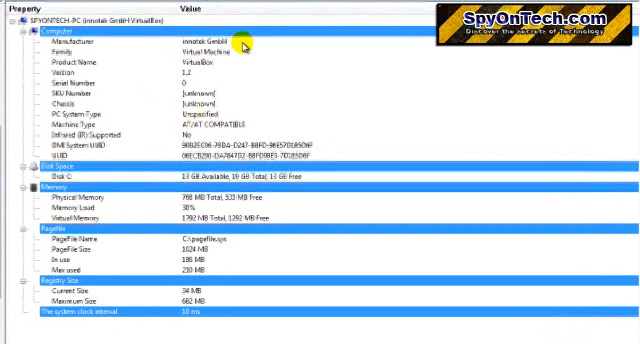 Property Value
SpyOnTech.com
Discover the secrets of Technology
SPYONTECH-PC (innotek GmbH VirtualBox)
Computer
Manufacturer innotek GmbH
Family Virtual Machine
Product Name VirtualBox
Version 1.2
Serial Number 0
SKU Number [unknown]
Chassis [unknown]
PC System Type Unspecified
Machine Type AT/AT COMPATIBLE
Infrared (IR) Supported No
DMI System UUID
UUID
Disk Space
Disk C: 13 GB Available, 19 GB Total, 13 GB Free
Memory
Physical Memory 768 MB Total, 533 MB Free
Memory Load 30%
Virtual Memory 1792 MB Total, 1292 MB Free
PageFile
PageFile Name C:\pagefile.sys
PageFile Size 1024 MB
In use 186 MB
Max used 210 MB
Registry Size
Current Size 34 MB
Maximum Size 682 MB
The system clock interval 10 ms